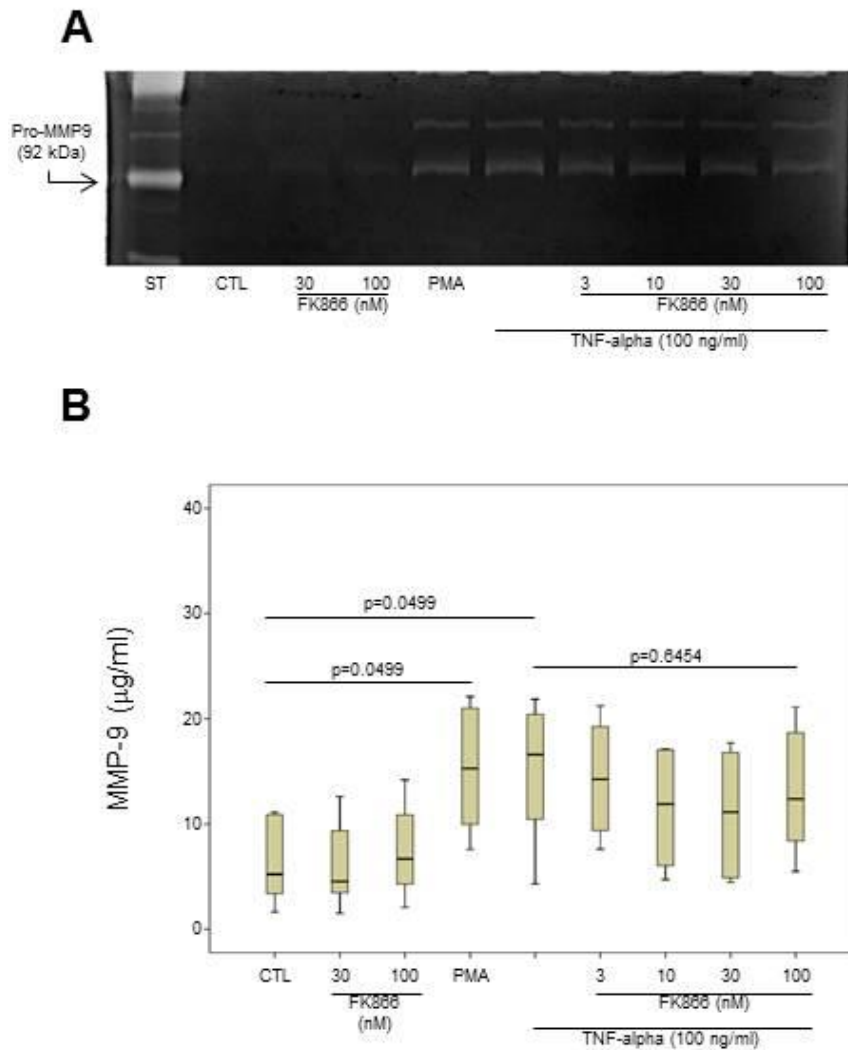 A
Pro-MMP9
(92 kDa)
ST CTL 30 100 PMA 3 10 30 100
FK866 (nM) FK866 (nM)
TNF-alpha (100 ng/ml)
B
MMP-9 (µg/ml)
40
30
20
10
0
p=0.0499
p=0.0499
p=0.6454
CTL 30 100 PMA 3 10 30 100
FK866 (nM)
(nM)
FK866
TNF-alpha (100 ng/ml)